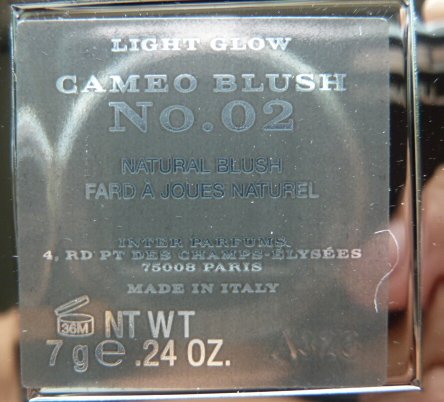 LIGHT GLOW
CAMEO BLUSH
No.02
NATURAL BLUSH
FARD À JOUES NATUREL
INTER PARFUMS
4, RD PT DES CHAMPS-ÉLYSÉES
75008 PARIS
MADE IN ITALY
36M NT WT
7 g e .24 OZ.